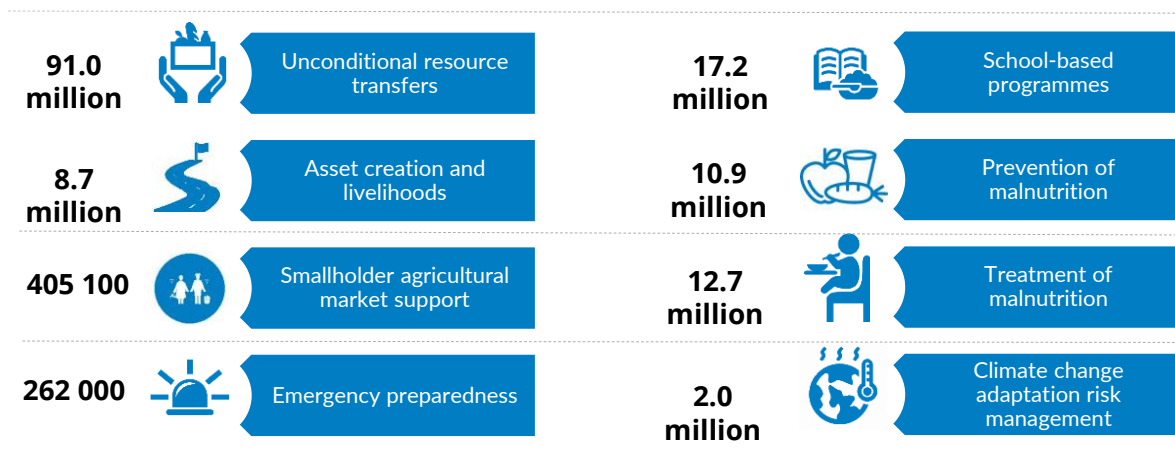 91.0
million
Unconditional resource
transfers
17.2
million
School-based
programmes
8.7
million
Asset creation and
livelihoods
10.9
million
Prevention of
malnutrition
405 100
Smallholder agricultural
market support
12.7
million
Treatment of
malnutrition
262 000
Emergency preparedness
2.0
million
Climate change
adaptation risk
management